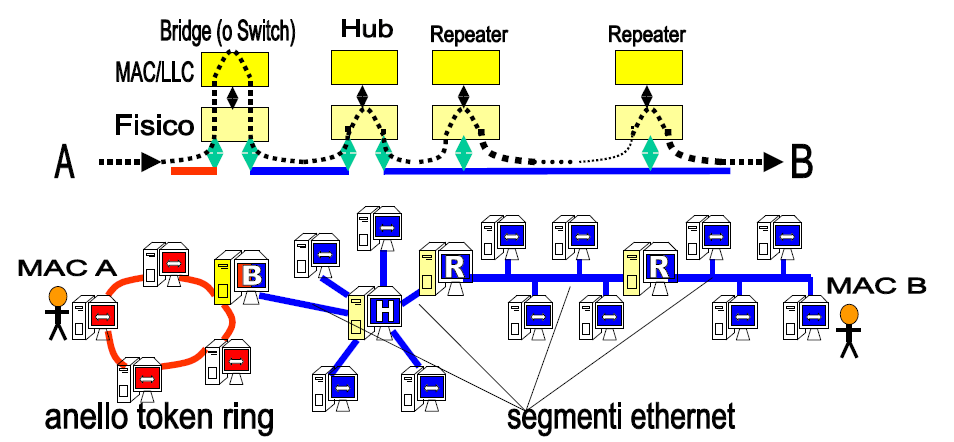 Bridge (o Switch)
Hub
Repeater
Repeater
MAC/LLC
Fisico
A
B
MAC A
B
H
R
R
MAC B
anello token ring
segmenti ethernet